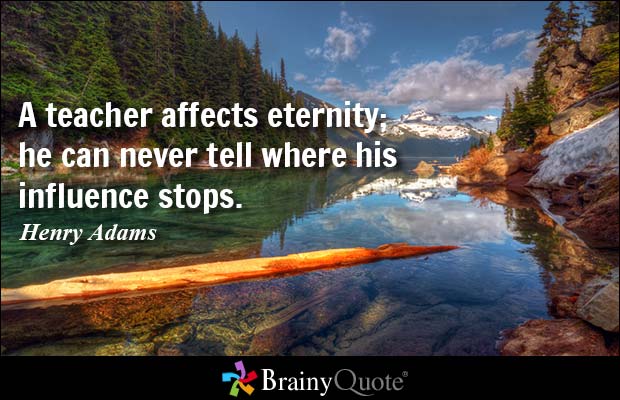 A teacher affects eternity;
he can never tell where his
influence stops.
Henry Adams
BrainyQuote®